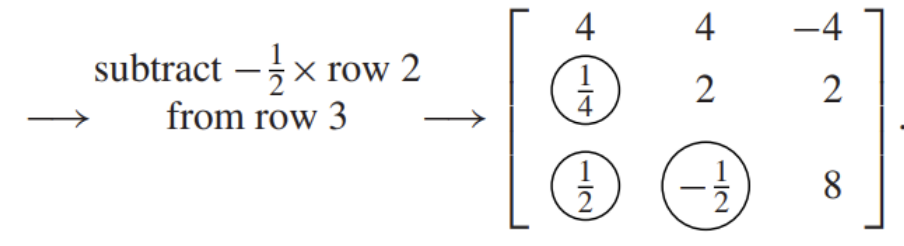 subtract −1/2 × row 2
from row 3
⟶ ⟶
4 4 −4
1/4 2 2
1/2 −1/2 8
.